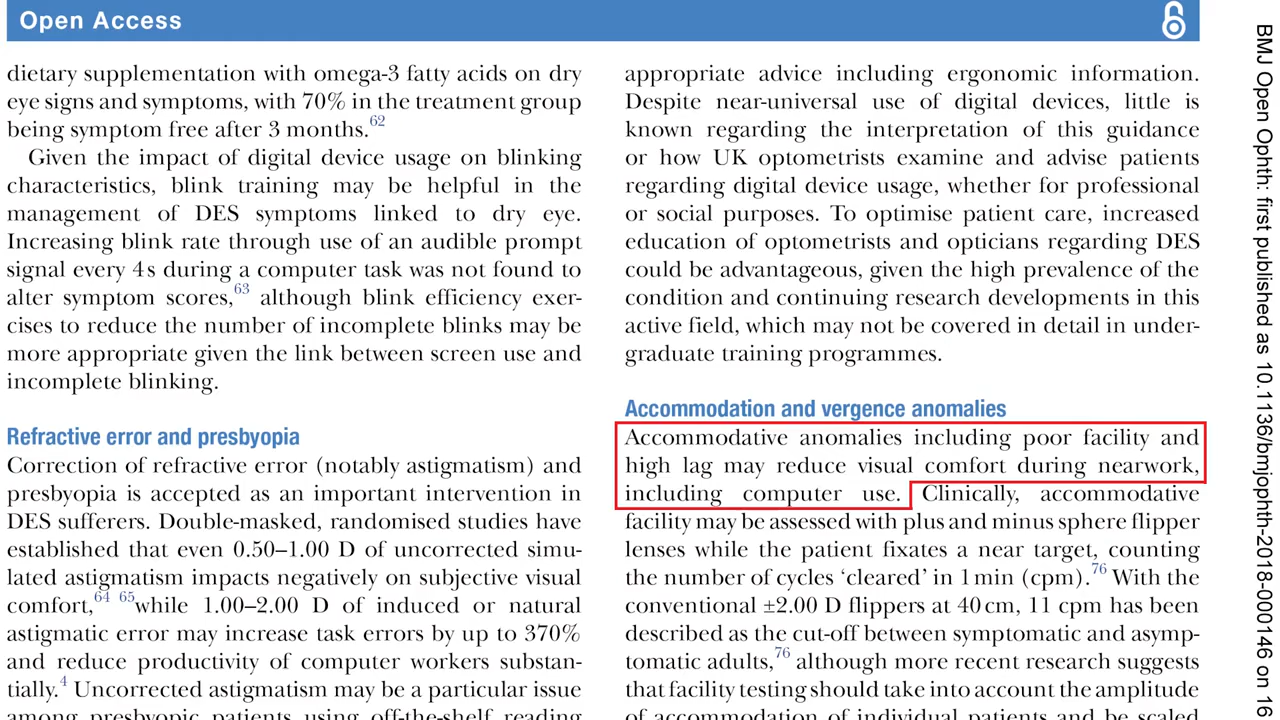 Open Access
dietary supplementation with omega-3 fatty acids on dry
eye signs and symptoms, with 70% in the treatment group
being symptom free after 3 months.62
Given the impact of digital device usage on blinking
characteristics, blink training may be helpful in the
management of DES symptoms linked to dry eye.
Increasing blink rate through use of an audible prompt
signal every 4 s during a computer task was not found to
alter symptom scores,63 although blink efficiency exer-
cises to reduce the number of incomplete blinks may be
more appropriate given the link between screen use and
incomplete blinking.
Refractive error and presbyopia
Correction of refractive error (notably astigmatism) and
presbyopia is accepted as an important intervention in
DES sufferers. Double-masked, randomised studies have
established that even 0.50–1.00 D of uncorrected simu-
lated astigmatism impacts negatively on subjective visual
comfort,64 65while 1.00–2.00 D of induced or natural
astigmatic error may increase task errors by up to 370%
and reduce productivity of computer workers substan-
tially.4 Uncorrected astigmatism may be a particular issue
among presbyopic patients using off-the-shelf reading
appropriate advice including ergonomic information.
Despite near-universal use of digital devices, little is
known regarding the interpretation of this guidance
or how UK optometrists examine and advise patients
regarding digital device usage, whether for professional
or social purposes. To optimise patient care, increased
education of optometrists and opticians regarding DES
could be advantageous, given the high prevalence of the
condition and continuing research developments in this
active field, which may not be covered in detail in under-
graduate training programmes.
Accommodation and vergence anomalies
Accommodative anomalies including poor facility and
high lag may reduce visual comfort during nearwork,
including computer use. Clinically, accommodative
facility may be assessed with plus and minus sphere flipper
lenses while the patient fixates a near target, counting
the number of cycles ‘cleared’ in 1 min (cpm).76 With the
conventional ±2.00 D flippers at 40 cm, 11 cpm has been
described as the cut-off between symptomatic and asymp-
tomatic adults,76 although more recent research suggests
that facility testing should take into account the amplitude
of accommodation of individual patients and be scaled
BMJ Open Ophth: first published as 10.1136/bmjophth-2018-000146 on 16